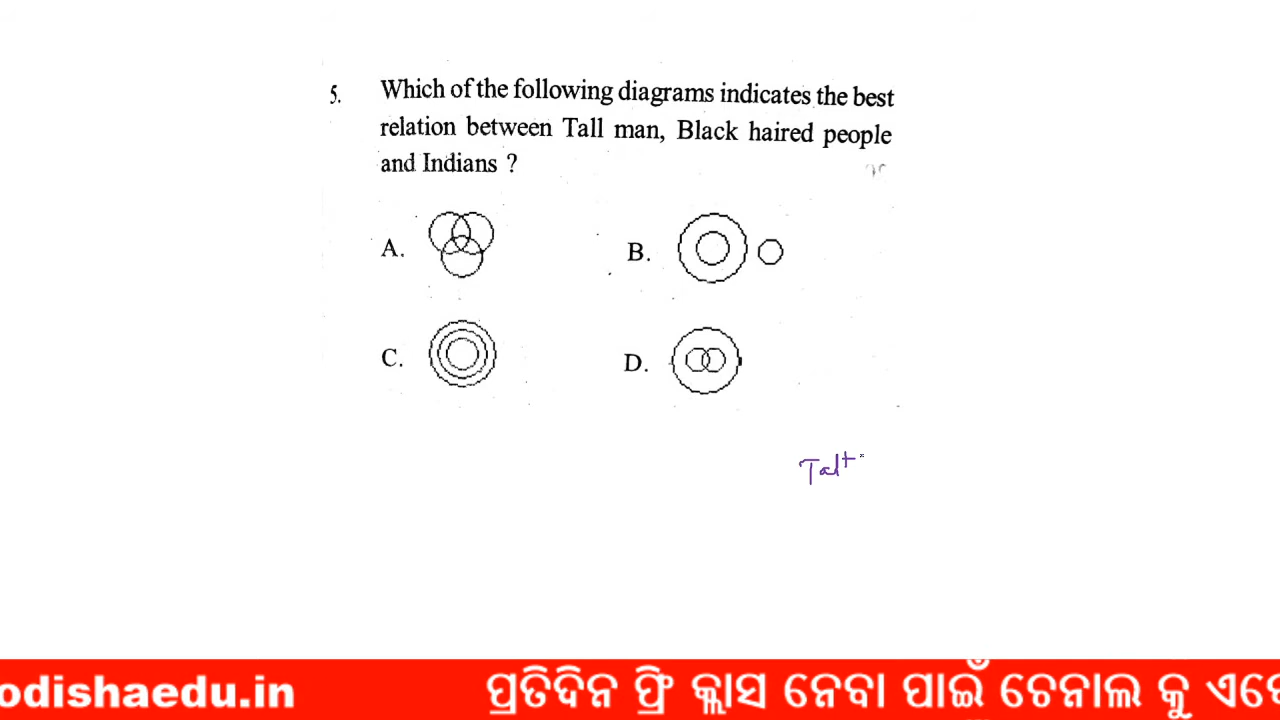 5. Which of the following diagrams indicates the best
relation between Tall man, Black haired people
and Indians ?
A.
B.
C.
D.
odishaedu.in ପ୍ରତିଦିନ ଫ୍ରି କ୍ଲାସ ନେବା ପାଇଁ ଚେନାଲ କୁ